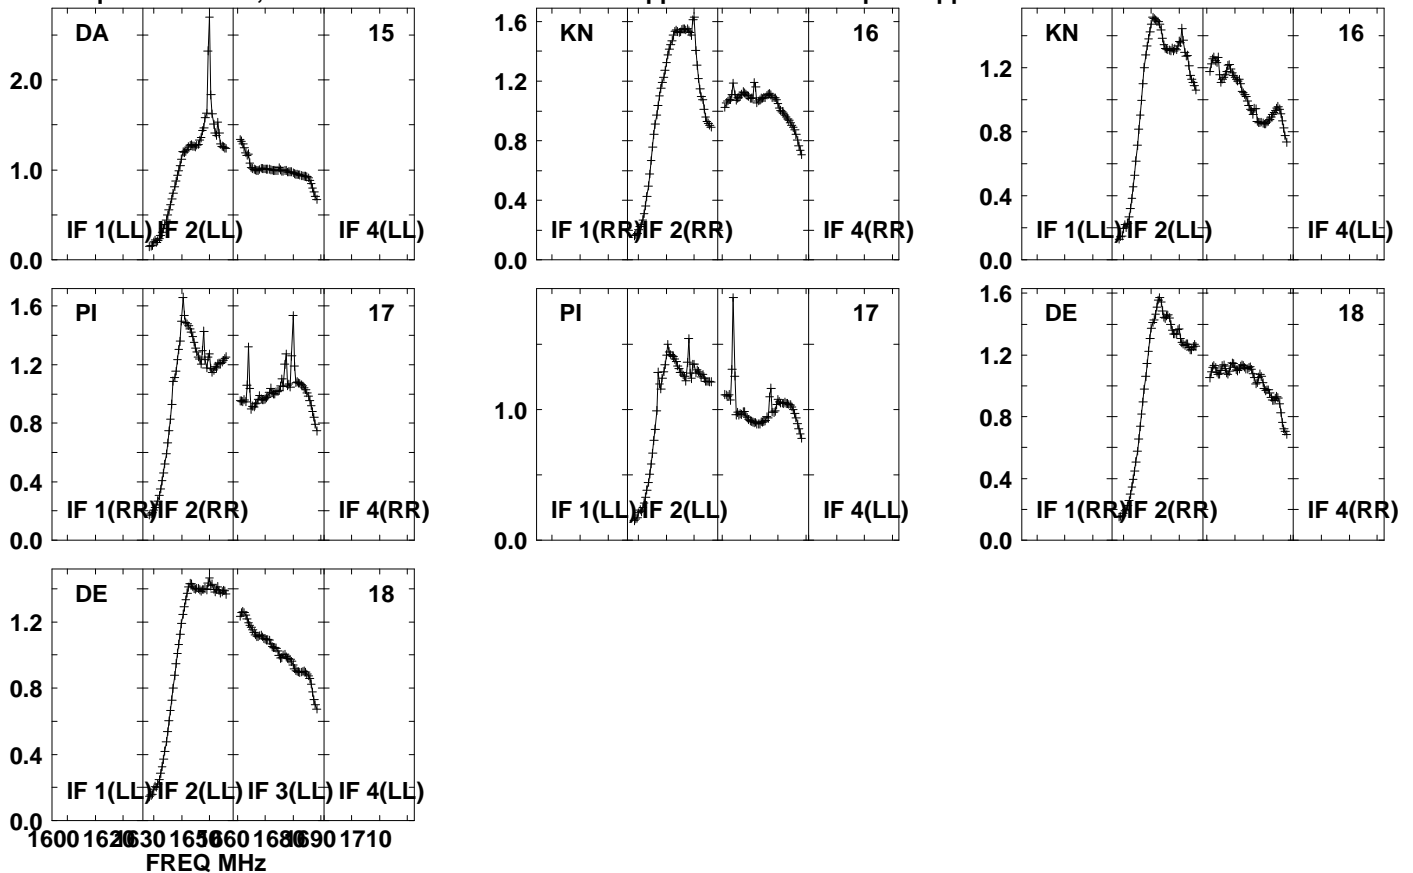 DA 15 KN 16 KN 16
2.0 1.6
1.0 1.2 1.2
0.8 0.8
0.4 0.4
0.0 0.0 0.0
IF 1(LL) IF 2(LL) IF 4(LL) IF 1(RR) IF 2(RR) IF 4(RR) IF 1(LL) IF 2(LL) IF 4(LL)
PI 17 PI 17 DE 18
1.6 1.6
1.2 1.0 1.2
0.8 0.8
0.4 0.4
0.0 0.0 0.0
IF 1(RR) IF 2(RR) IF 4(RR) IF 1(LL) IF 2(LL) IF 4(LL) IF 1(RR) IF 2(RR) IF 4(RR)
DE 18
1.2
0.8
0.4
0.0
IF 1(LL) IF 2(LL) IF 3(LL) IF 4(LL)
1600 1620 1630 1650 1660 1680 1690 1710
FREQ MHz